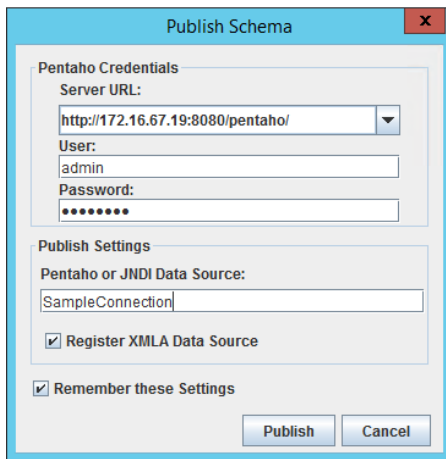 Publish Schema
x
Pentaho Credentials
Server URL:
http://172.16.67.19:8080/pentaho/
User:
admin
Password:
••••••••
Publish Settings
Pentaho or JNDI Data Source:
SampleConnection
Register XMLA Data Source
Remember these Settings
Publish Cancel